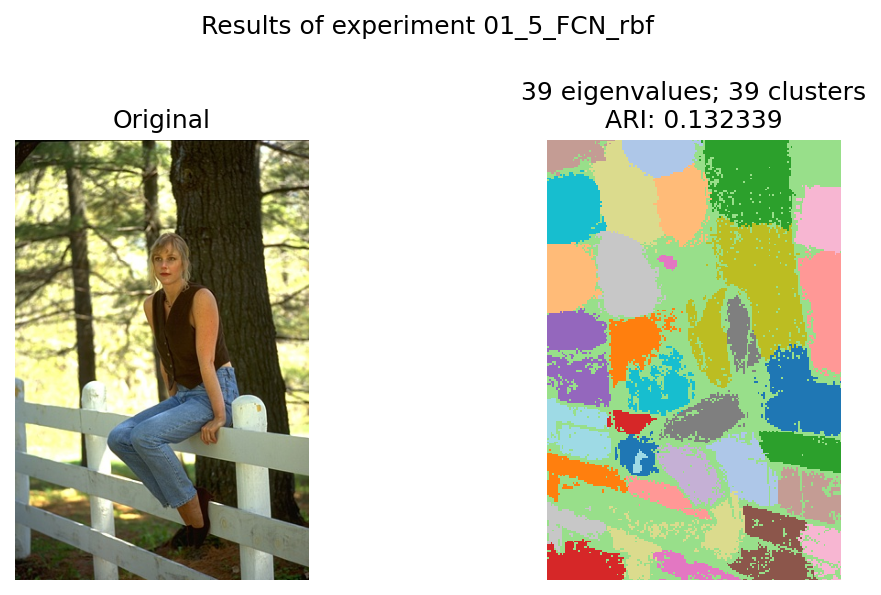 Results of experiment 01_5_FCN_rbf
Original
39 eigenvalues; 39 clusters
ARI: 0.132339